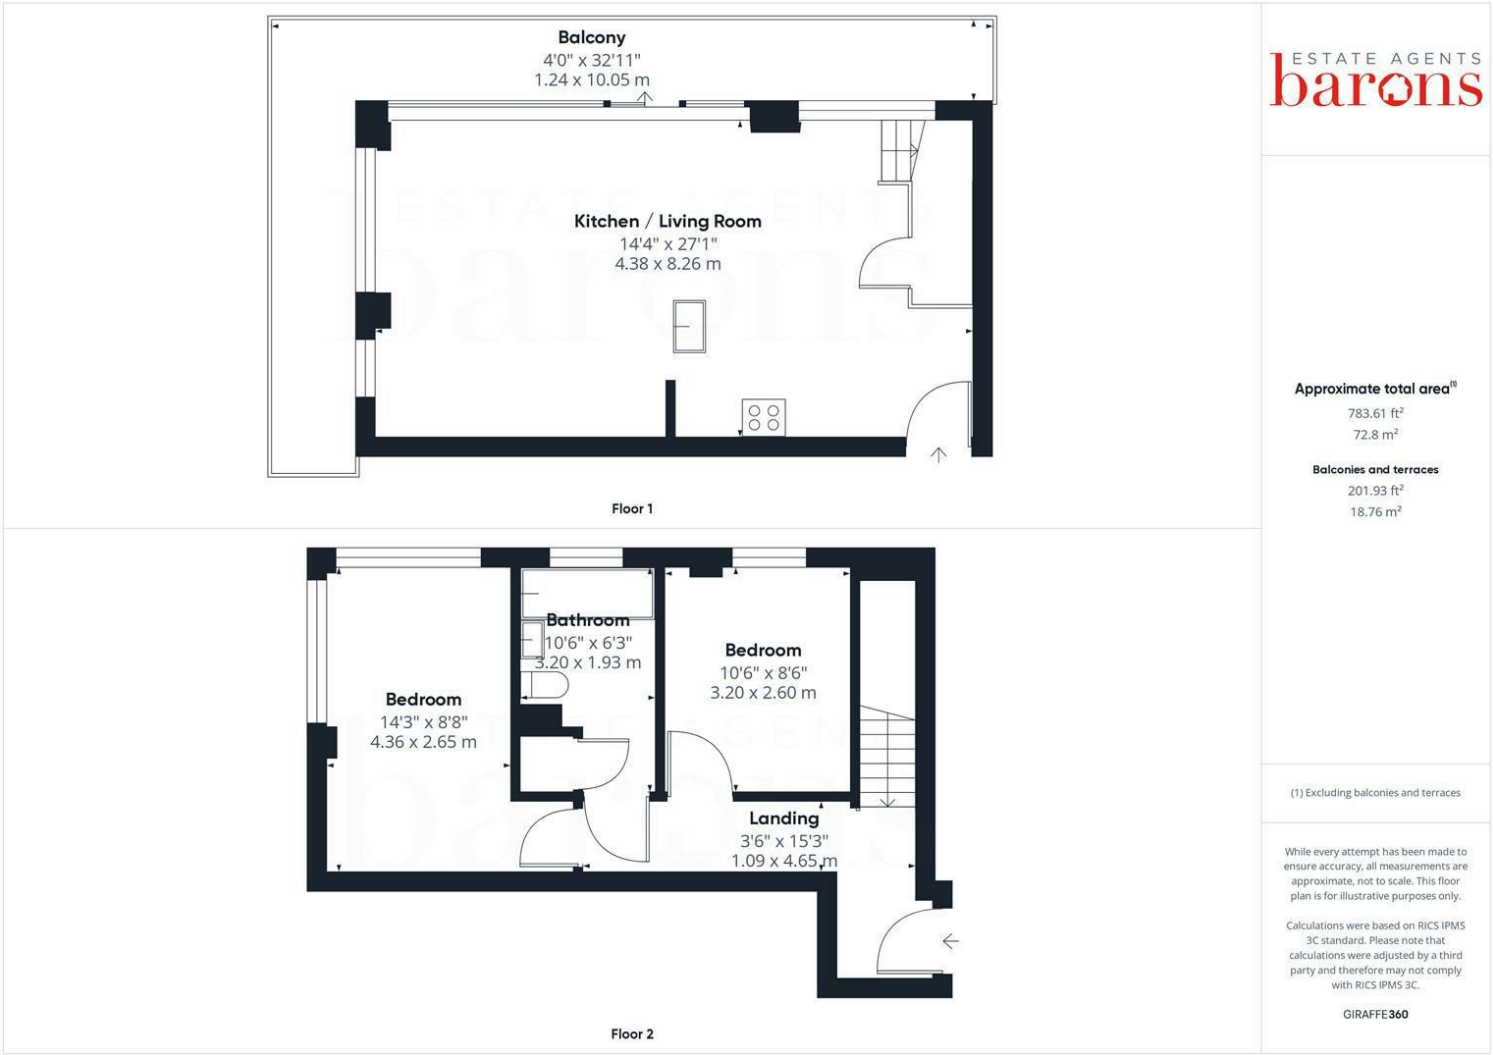 Balcony
4'0" x 32'11"
1.24 x 10.05 m
ESTATE AGENTS
barons
Kitchen / Living Room
14'4" x 27'1"
4.38 x 8.26 m
Floor 1
Bathroom
10'6" x 6'3"
3.20 x 1.93 m
Bedroom
10'6" x 8'6"
3.20 x 2.60 m
Bedroom
14'3" x 8'8"
4.36 x 2.65 m
ESTATE AGENTS
barons
Landing
3'6" x 15'3"
1.09 x 4.65 m
Floor 2
ESTATE AGENTS
barons
Approximate total area(1)
783.61 ft²
72.8 m²
Balconies and terraces
201.93 ft²
18.76 m²
(1) Excluding balconies and terraces
While every attempt has been made to
ensure accuracy, all measurements are
approximate, not to scale. This floor
plan is for illustrative purposes only.
Calculations were based on RICS IPMS
3C standard. Please note that
calculations were adjusted by a third
party and therefore may not comply
with RICS IPMS 3C.
GIRAFFE360